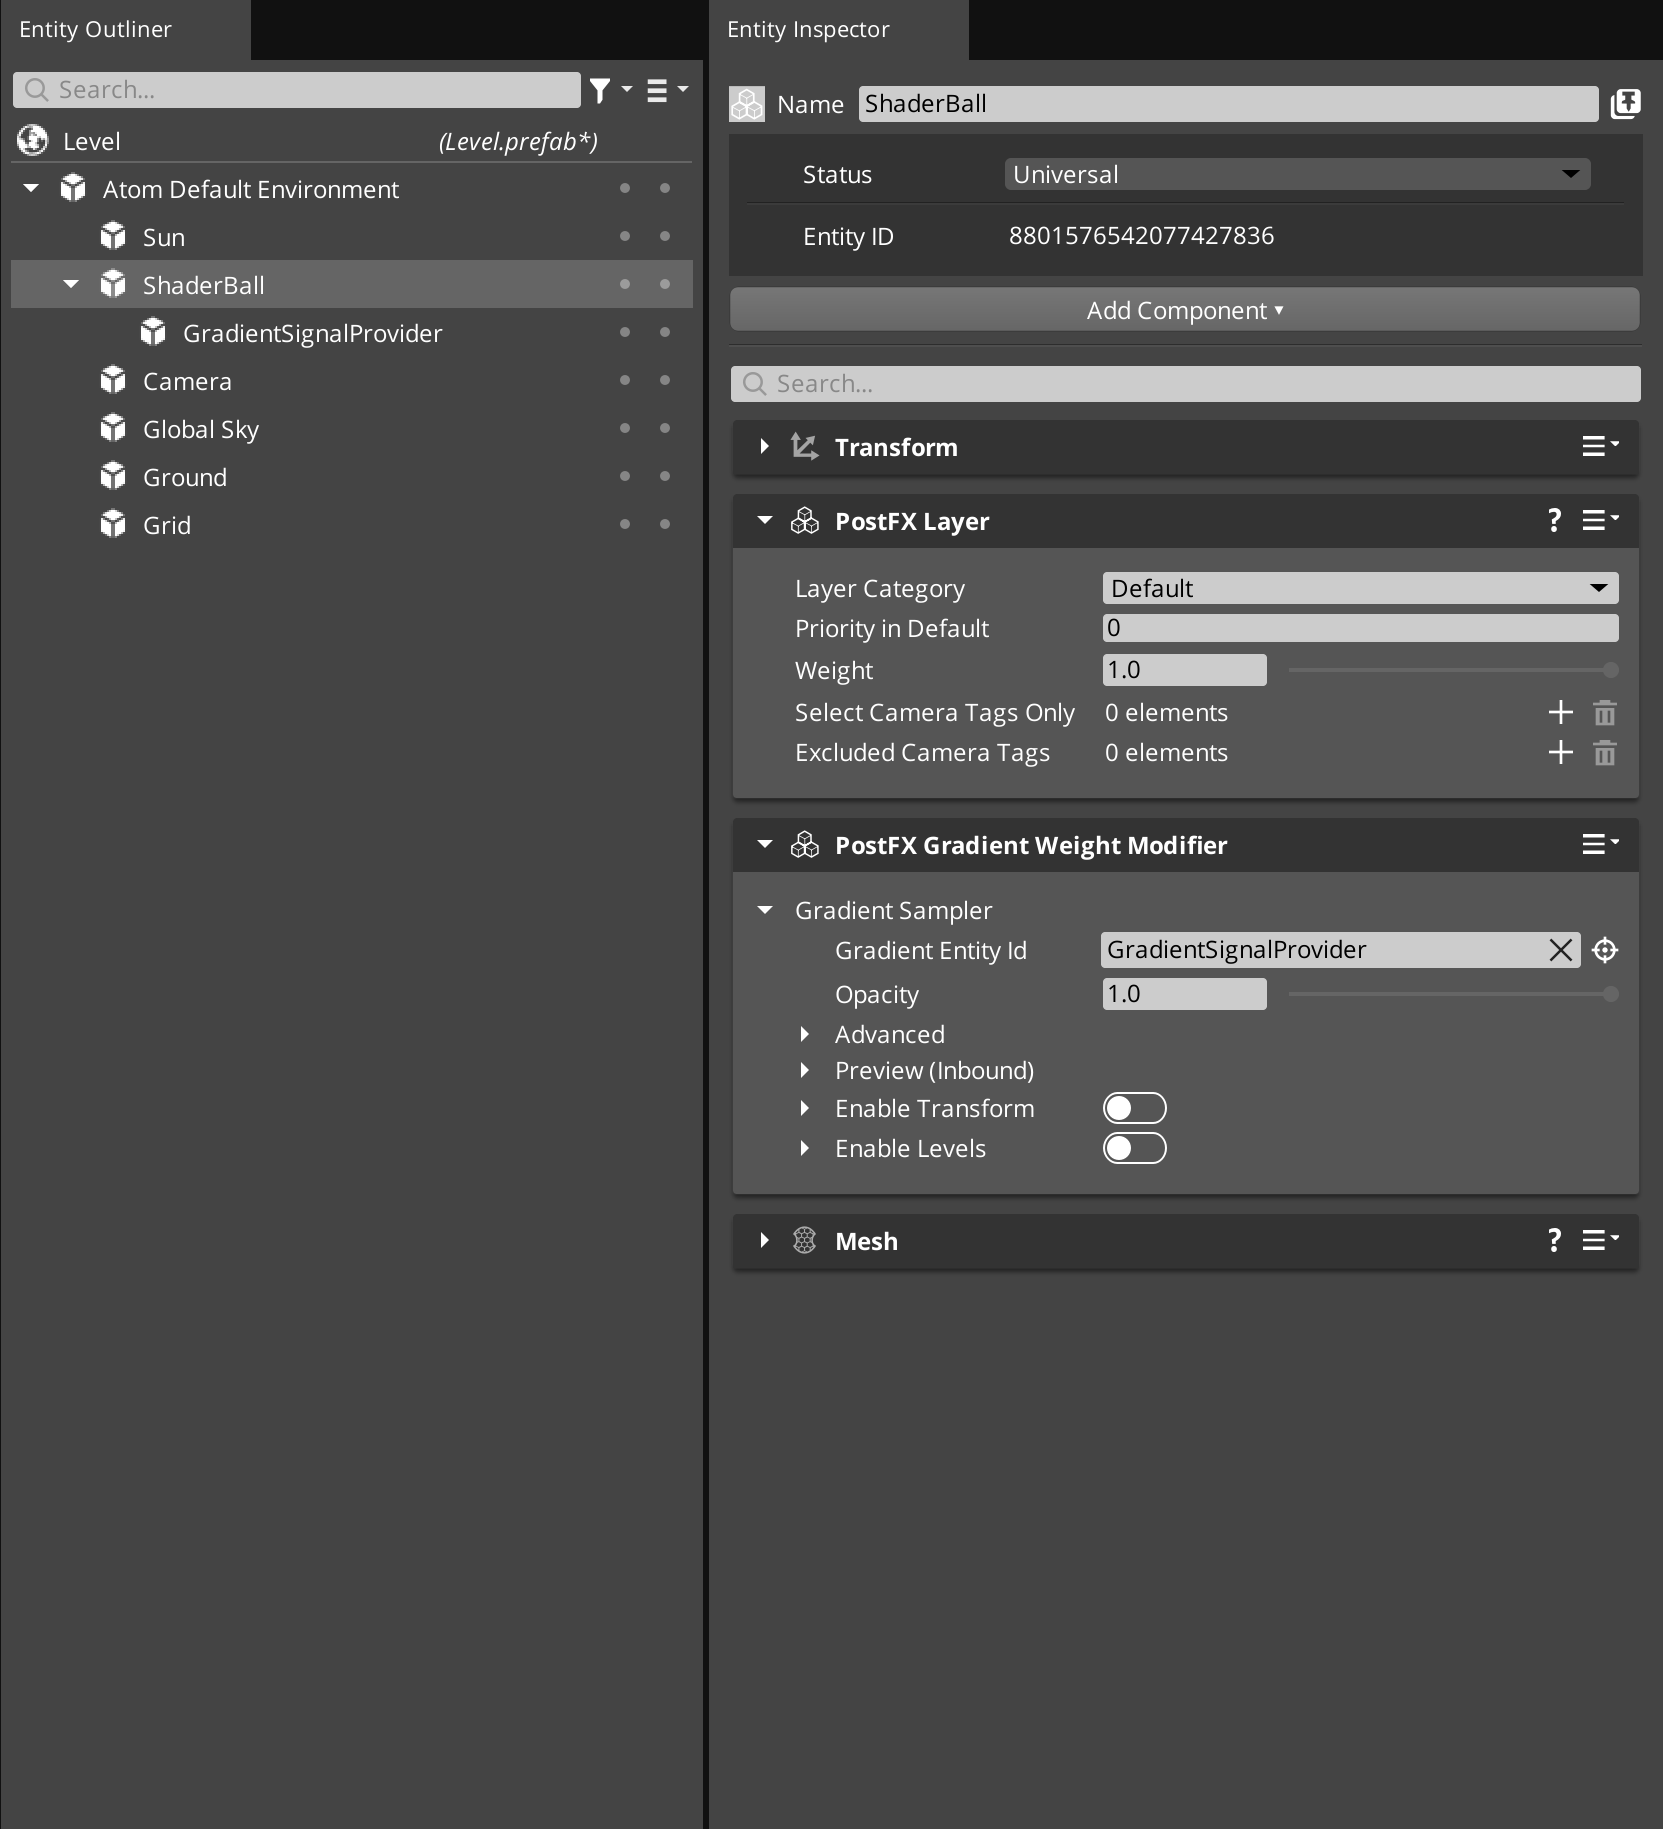 Entity Outliner
Search...
Level (Level.prefab*)
Atom Default Environment
Sun
ShaderBall
GradientSignalProvider
Camera
Global Sky
Ground
Grid
Entity Inspector
Name ShaderBall
Status Universal
Entity ID 8801576542077427836
Add Component
Search...
Transform
PostFX Layer ?
Layer Category Default
Priority in Default 0
Weight 1.0
Select Camera Tags Only 0 elements
Excluded Camera Tags 0 elements
PostFX Gradient Weight Modifier
Gradient Sampler
Gradient Entity Id GradientSignalProvider
Opacity 1.0
Advanced
Preview (Inbound)
Enable Transform
Enable Levels
Mesh ?